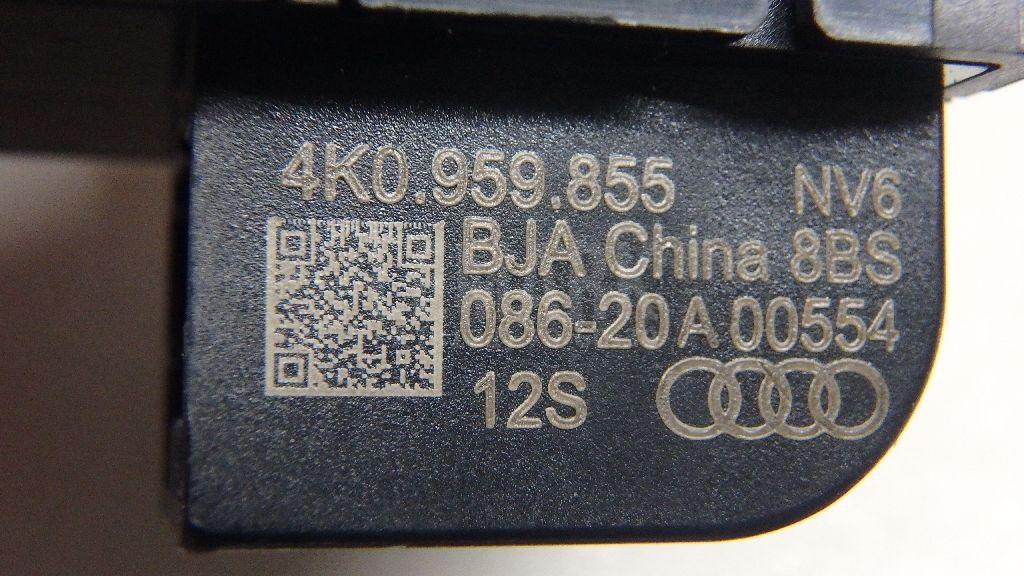 4K0.959.855 NV6
BJA China 8BS
086-20A 00554
12S